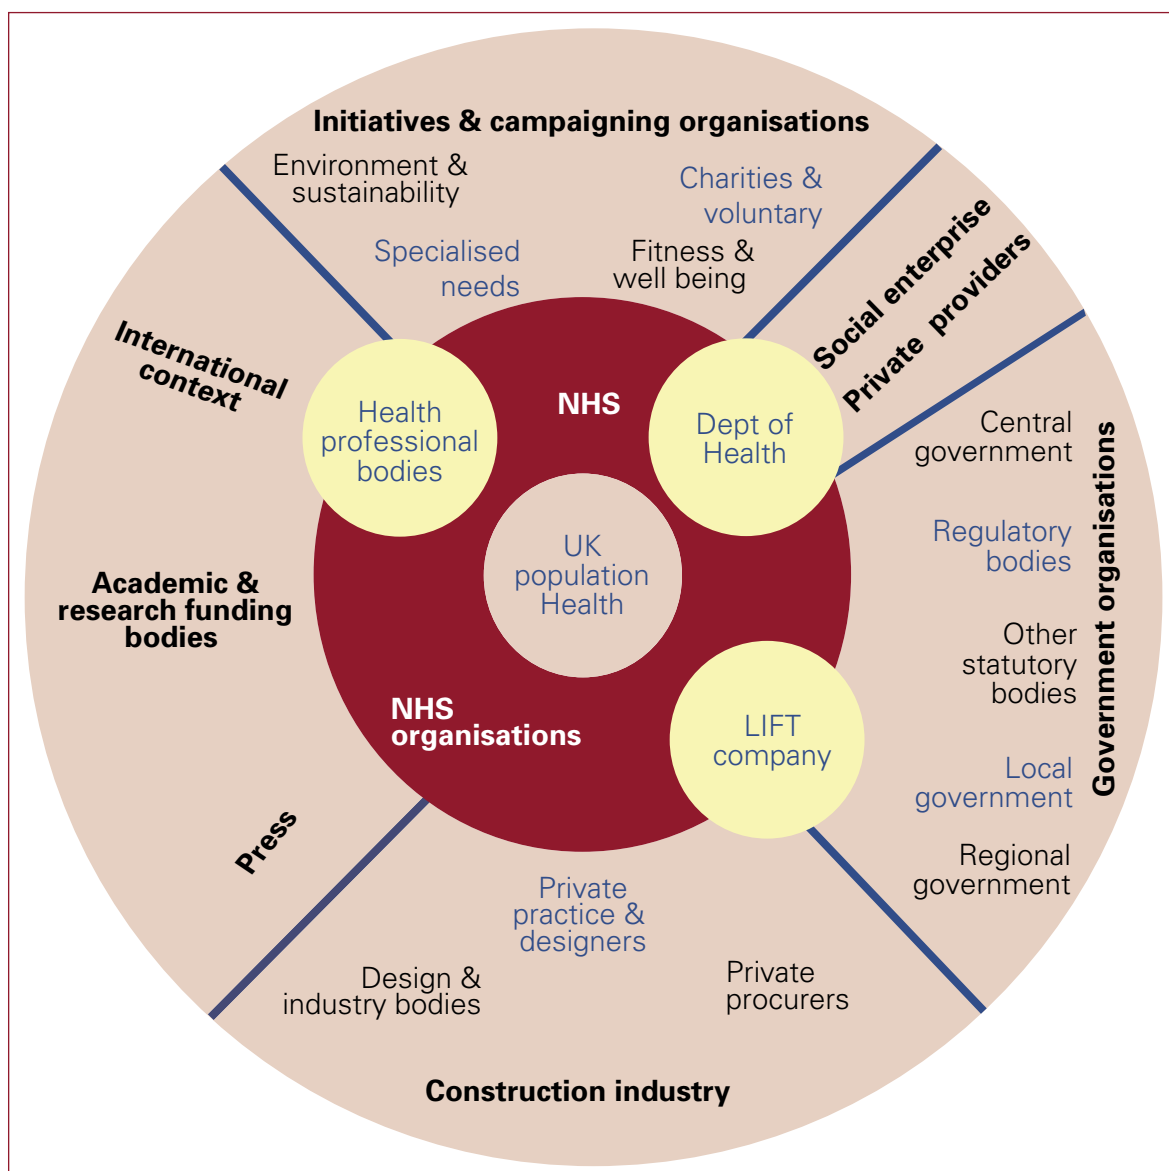 Initiatives & campaigning organisations
Environment &
sustainability
Charities &
voluntary
Specialised
needs
Fitness &
well being
Social enterprise
Private providers
International
context
Health
professional
bodies
NHS
Dept of
Health
Central
government
Government organisations
Regulatory
bodies
UK
population
Health
Academic &
research funding
bodies
Other
statutory
bodies
NHS
organisations
LIFT
company
Local
government
Press
Regional
government
Private
practice &
designers
Design &
industry bodies
Private
procurers
Construction industry